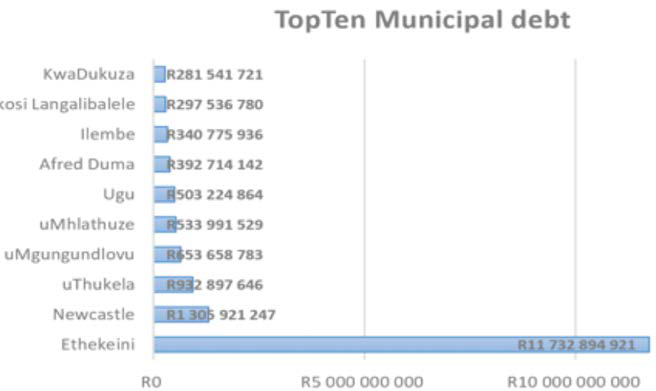 TopTen Municipal debt
KwaDukuza R281 541 721
kosi Langalibalele R297 536 780
Ilembe R340 775 936
Afred Duma R392 714 142
Ugu R503 224 864
uMhlathuze R533 991 529
uMgungundlovu R653 658 783
uThukela R932 897 646
Newcastle R1 305 921 247
Ethekeini R11 732 894 921
R0 R5 000 000 000 R10 000 000 000